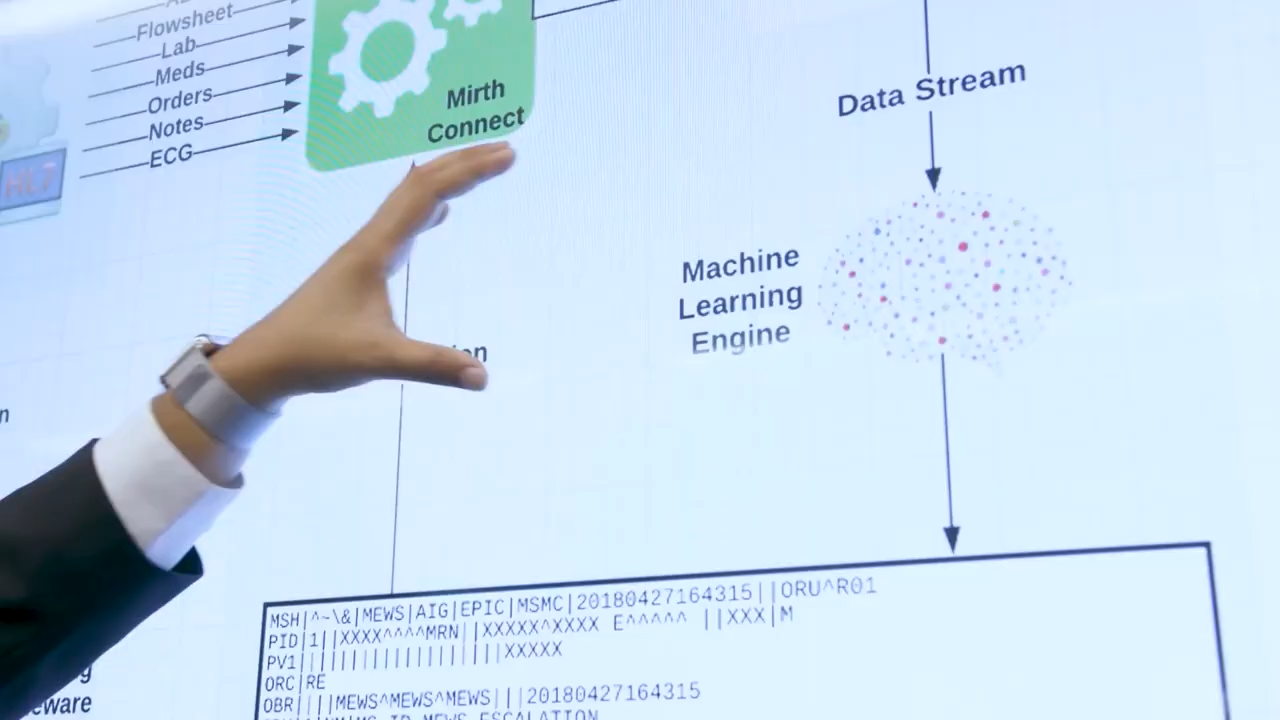 Flowsheet
Lab
Meds
Orders
Notes
ECG
HL7
Mirth
Connect
Data Stream
Machine
Learning
Engine
MSH|^~\&|MEWS|AIG|EPIC|MSMC|20180427164315||ORU^R01
PID|1||XXXX^^^^MRN||XXXXX^XXXX E^^^^^ ||XXX|M
PV1||||||||||||||||||XXXXX
ORC|RE
OBR||||MEWS^MEWS^MEWS|||20180427164315